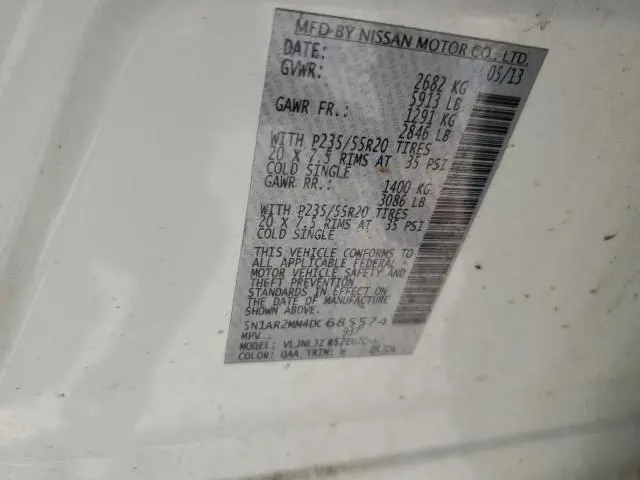 MFD-BY NISSAN MOTOR CO., LTD.
DATE: 05/13
GVWR: 2682 KG
5913 LB
GAWR FR.: 1291 KG
2846 LB
WITH P235/55R20 TIRES
20 X 7.5 RIMS AT 35 PSI
COLD SINGLE
GAWR RR.: 1400 KG
3086 LB
WITH P235/55R20 TIRES
20 X 7.5 RIMS AT 35 PSI
COLD SINGLE
THIS VEHICLE CONFORMS TO
ALL APPLICABLE FEDERAL
MOTOR VEHICLE SAFETY AND
THEFT PREVENTION
STANDARDS IN EFFECT ON
THE DATE OF MANUFACTURE
SHOWN ABOVE.
5N1AR2MM4DC 685574
MPV
MODEL:
COLOR: QAA TRIM: H